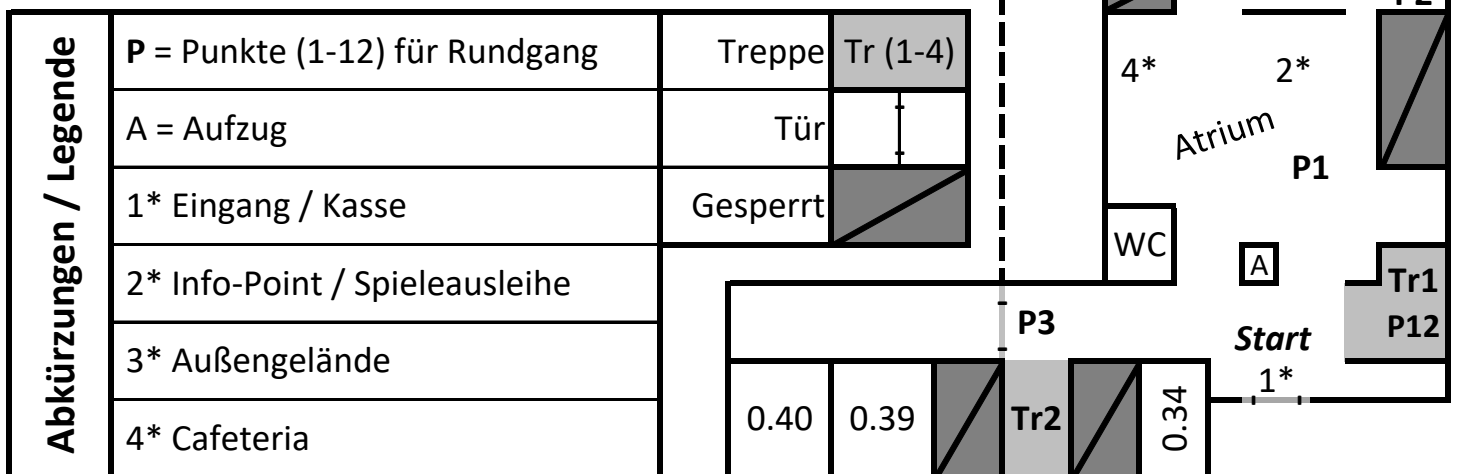 Abkürzungen / Legende
P = Punkte (1-12) für Rundgang
Treppe
Tr (1-4)
A = Aufzug
Tür
1* Eingang / Kasse
Gesperrt
2* Info-Point / Spieleausleihe
3* Außengelände
4* Cafeteria
4*
2*
Atrium
P1
WC
A
Tr1
P3
P12
Start
1*
0.40
0.39
Tr2
0.34